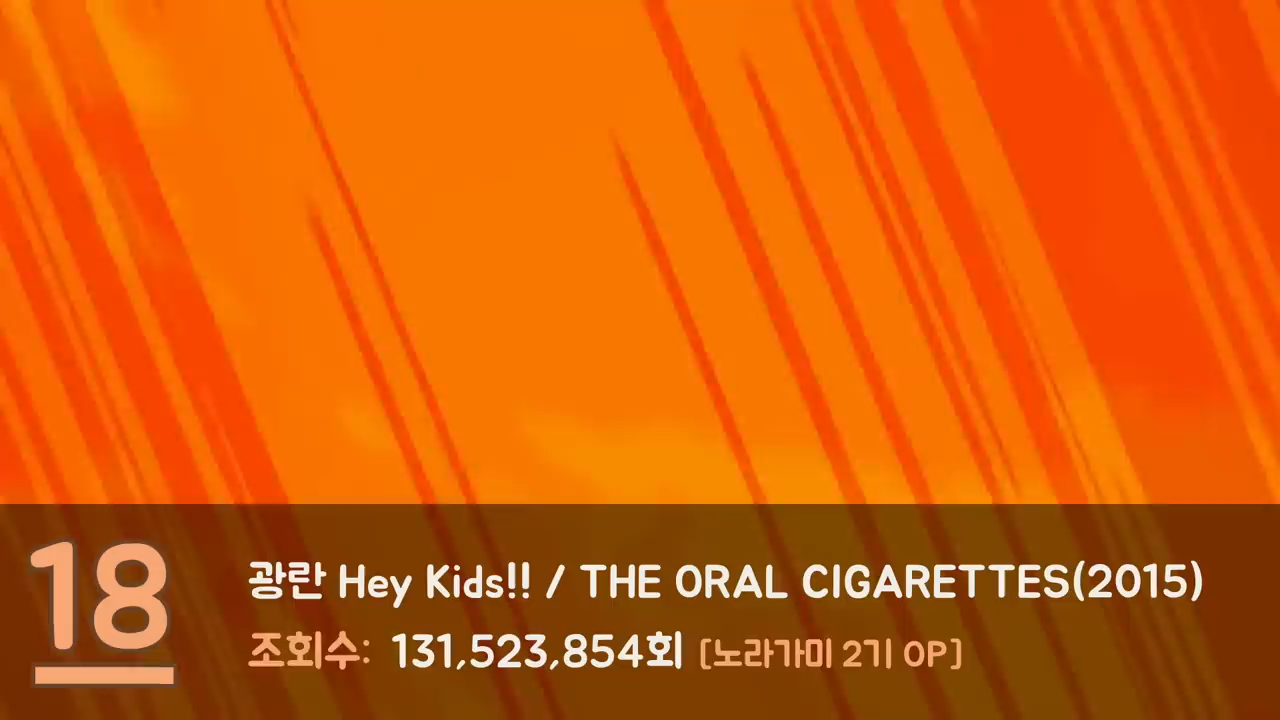 18
광란 Hey Kids!! / THE ORAL CIGARETTES(2015)
조회수: 131,523,854회 [노라가미 2기 OP]